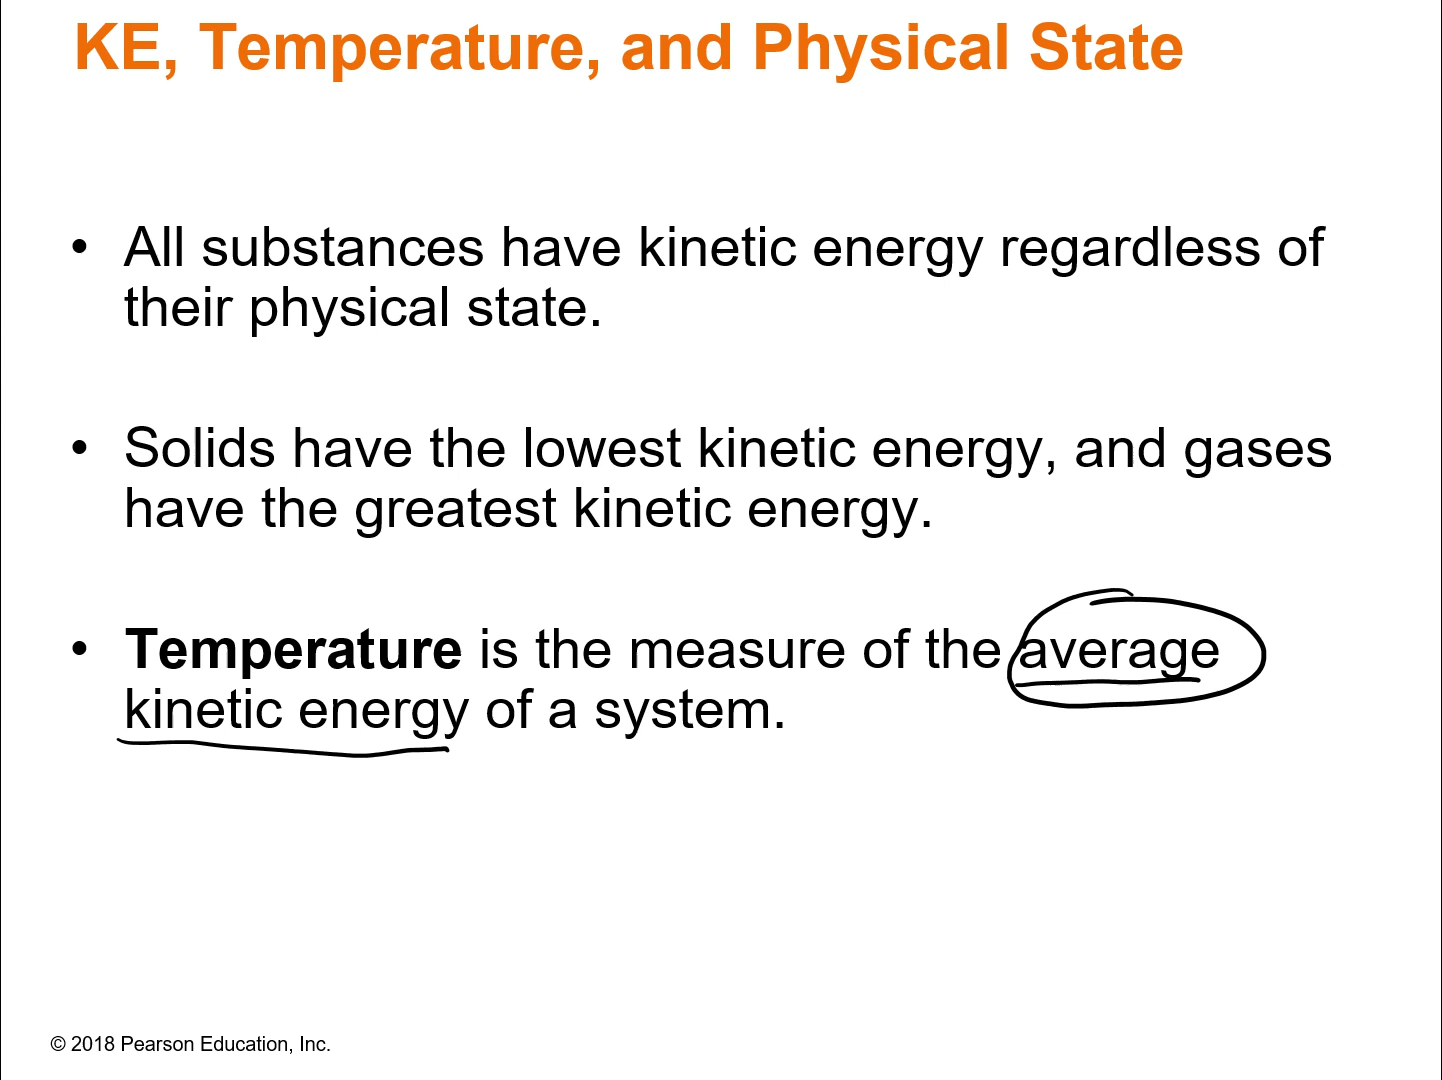 KE, Temperature, and Physical State
• All substances have kinetic energy regardless of
their physical state.
• Solids have the lowest kinetic energy, and gases
have the greatest kinetic energy.
• Temperature is the measure of the average
kinetic energy of a system.
© 2018 Pearson Education, Inc.